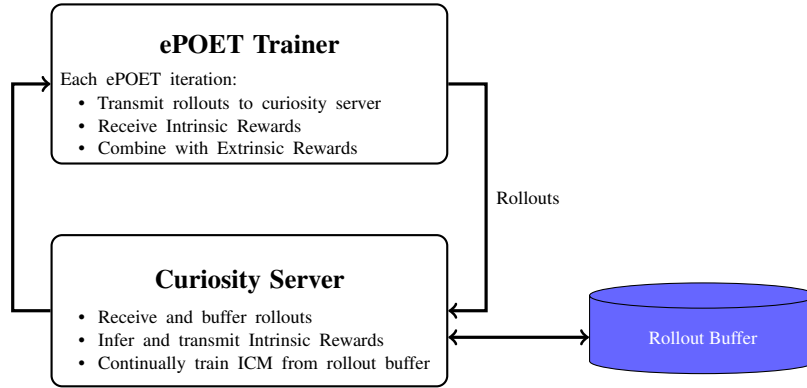 ePOET Trainer
Each ePOET iteration:
• Transmit rollouts to curiosity server
• Receive Intrinsic Rewards
• Combine with Extrinsic Rewards
Rollouts
Curiosity Server
• Receive and buffer rollouts
• Infer and transmit Intrinsic Rewards
• Continually train ICM from rollout buffer
Rollout Buffer